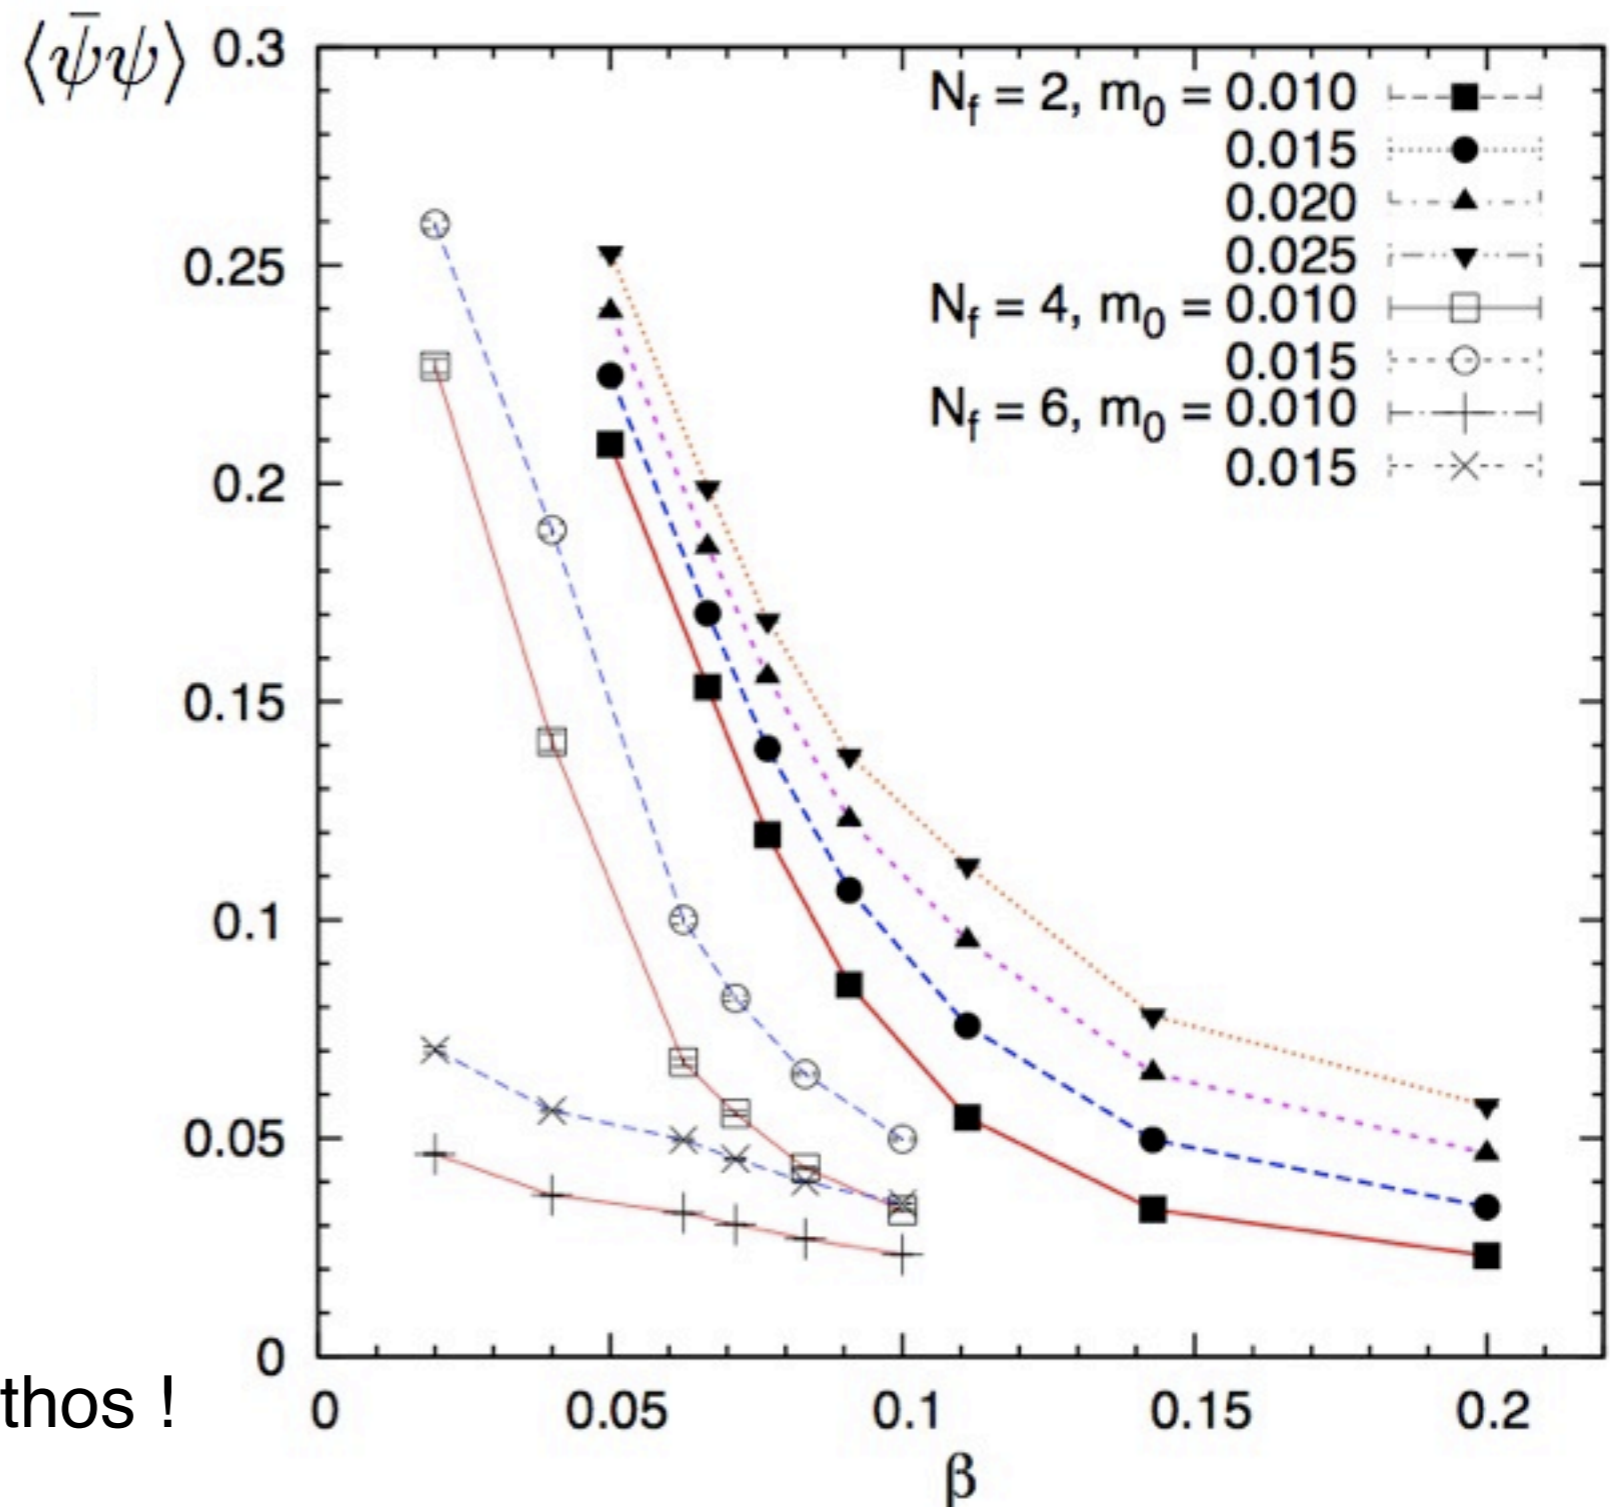 ⟨ψ̄ψ⟩
0.3
0.25
0.2
0.15
0.1
0.05
0
N_f = 2, m_0 = 0.010
0.015
0.020
0.025
N_f = 4, m_0 = 0.010
0.015
N_f = 6, m_0 = 0.010
0.015
thos !
0 0.05 0.1 0.15 0.2
β